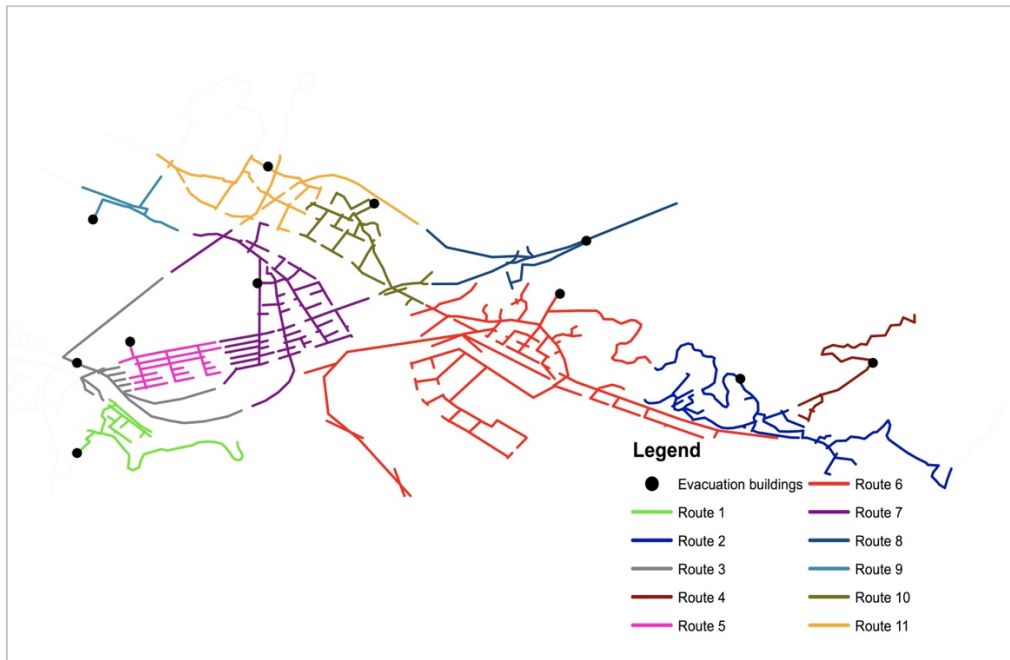 Legend
Evacuation buildings
Route 1
Route 2
Route 3
Route 4
Route 5
Route 6
Route 7
Route 8
Route 9
Route 10
Route 11